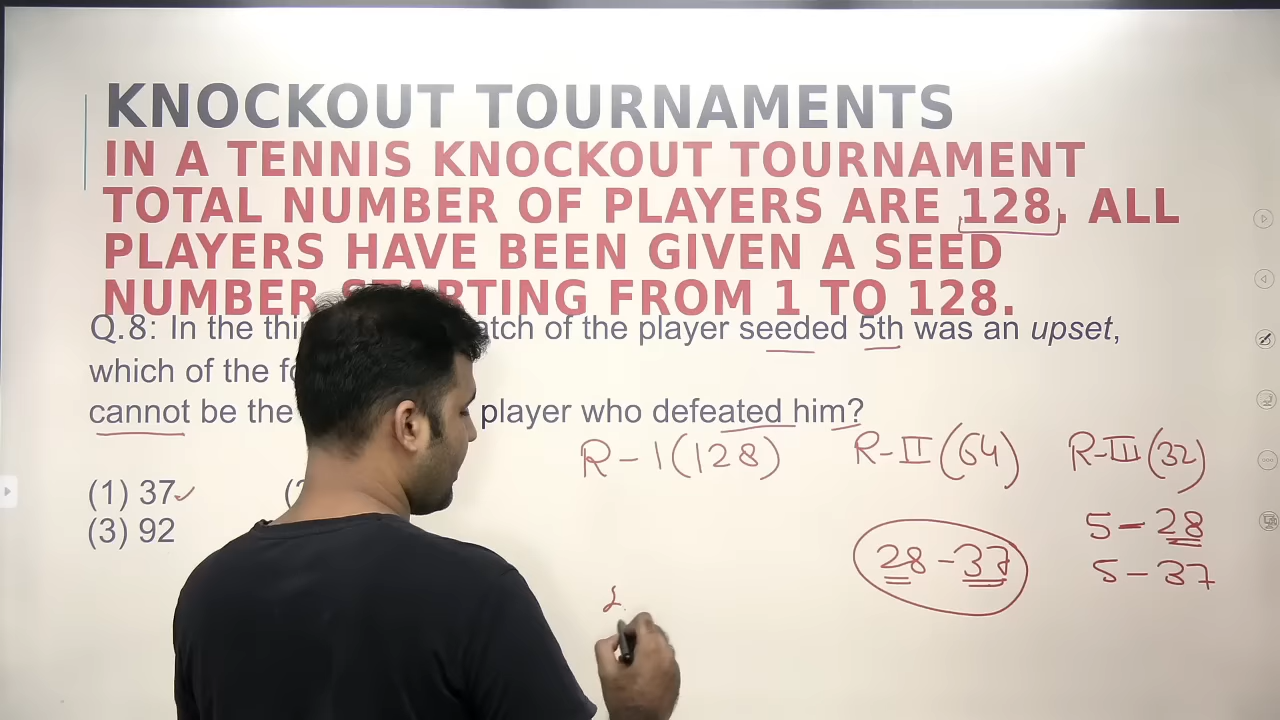 KNOCKOUT TOURNAMENTS
IN A TENNIS KNOCKOUT TOURNAMENT
TOTAL NUMBER OF PLAYERS ARE 128. ALL
PLAYERS HAVE BEEN GIVEN A SEED
NUMBER STARTING FROM 1 TO 128.
Q.8: In the of the player seeded 5th was an upset,
which of the
cannot be the player who defeated him?
R-1(128) R-II(64) R-III(32)
(1) 37
5-28
(3) 92
28-37
5-37